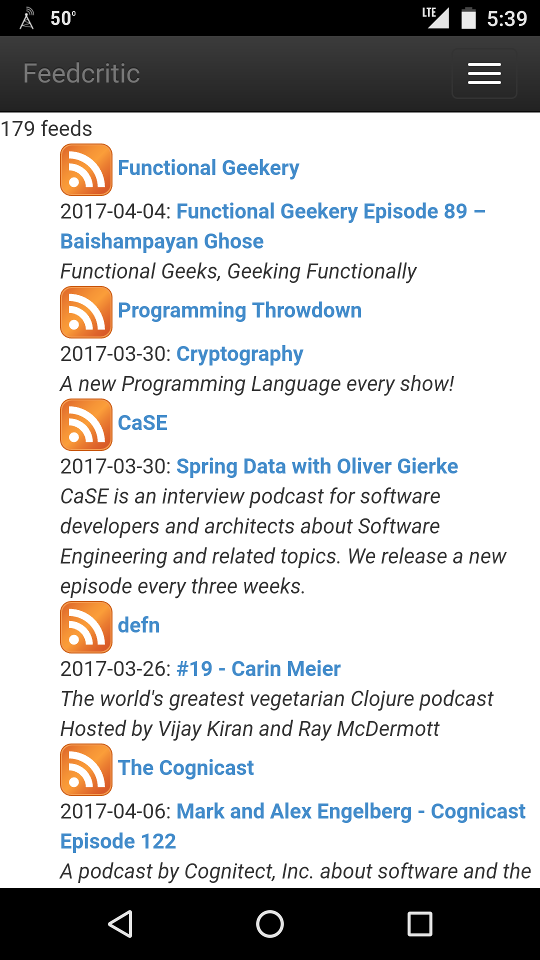 50°
LTE
5:39
Feedcritic
179 feeds
Functional Geekery
2017-04-04: Functional Geekery Episode 89 –
Baishampayan Ghose
Functional Geeks, Geeking Functionally
Programming Throwdown
2017-03-30: Cryptography
A new Programming Language every show!
CaSE
2017-03-30: Spring Data with Oliver Gierke
CaSE is an interview podcast for software
developers and architects about Software
Engineering and related topics. We release a new
episode every three weeks.
defn
2017-03-26: #19 - Carin Meier
The world's greatest vegetarian Clojure podcast
Hosted by Vijay Kiran and Ray McDermott
The Cognicast
2017-04-06: Mark and Alex Engelberg - Cognicast
Episode 122
A podcast by Cognitect, Inc. about software and the